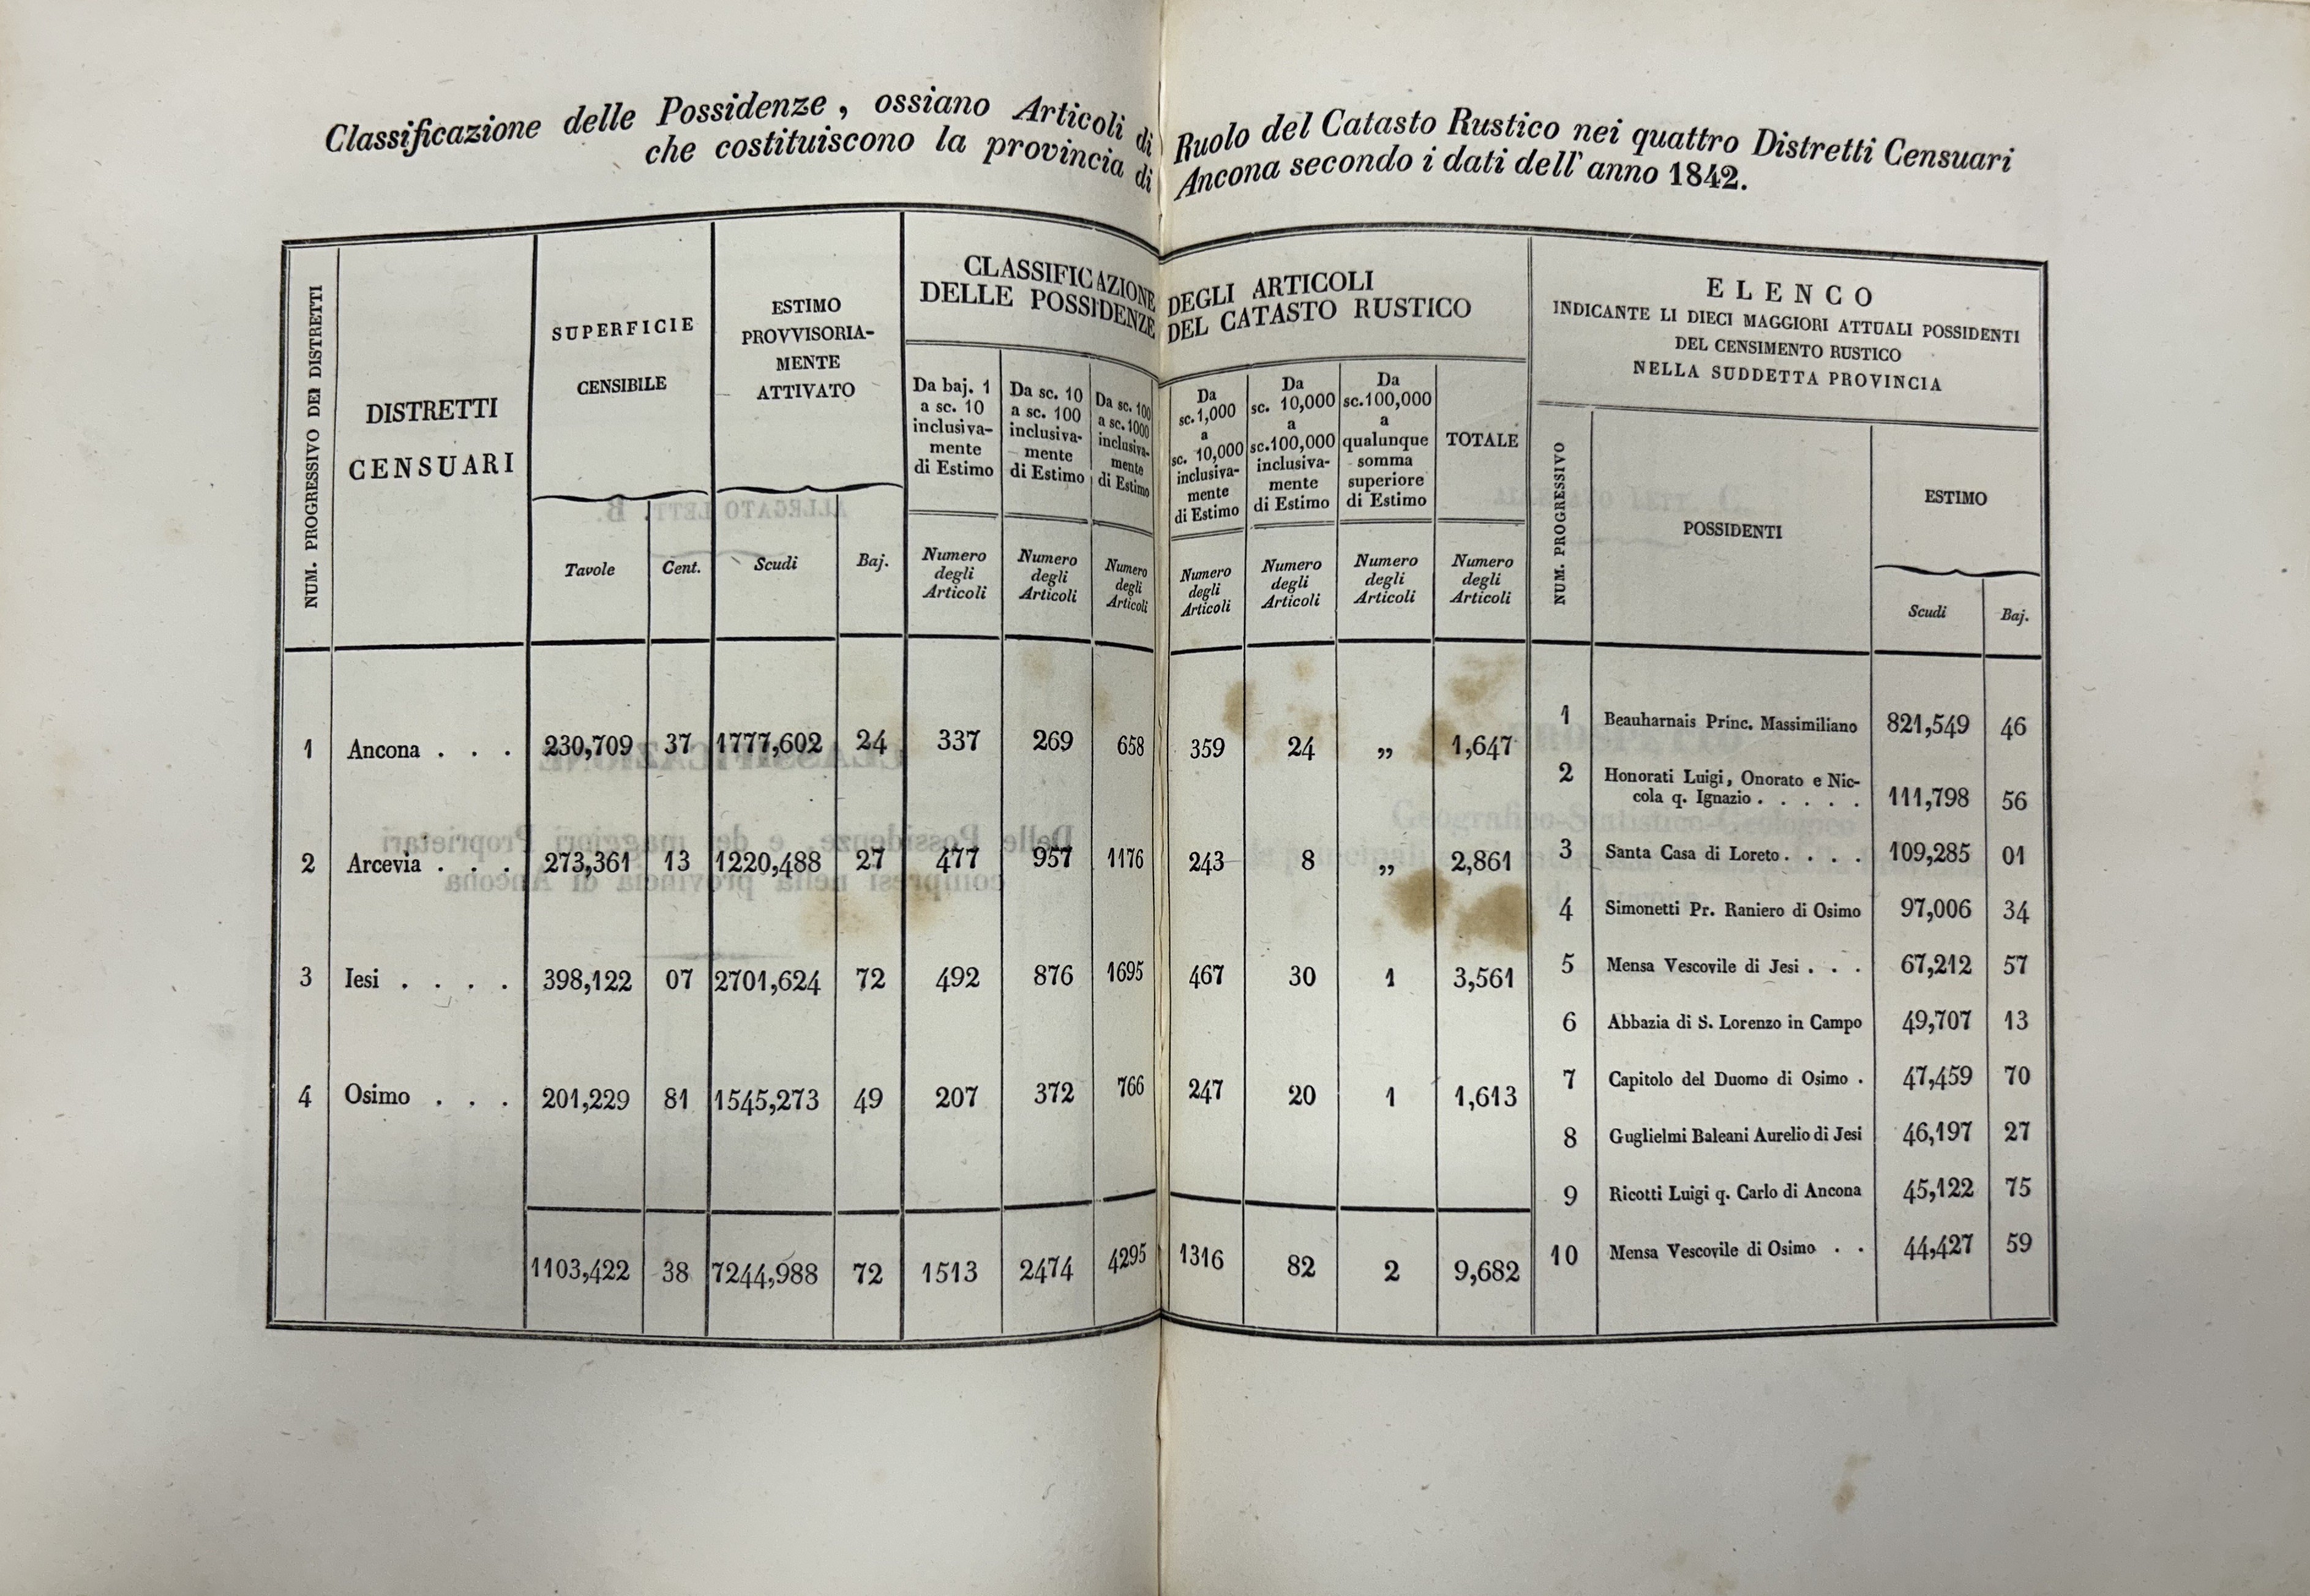 Classificazione delle Possidenze, ossiano Articoli di Ruolo del Catasto Rustico nei quattro Distretti Censuari
che costituiscono la provincia di Ancona secondo i dati dell' anno 1842.
NUM. PROGRESSIVO DEI DISTRETTI
DISTRETTI
CENSUARI
SUPERFICIE
CENSIBILE
Tavole Cent.
ESTIMO
PROVVISORIA-
MENTE
ATTIVATO
Scudi Baj.
CLASSIFICAZIONE DEGLI ARTICOLI
DELLE POSSIDENZE DEL CATASTO RUSTICO
Da baj. 1
a sc. 10
inclusiva-
mente
di Estimo
Numero
degli
Articoli
Da sc. 10
a sc. 100
inclusiva-
mente
di Estimo
Numero
degli
Articoli
Da sc. 100
a sc. 1000
inclusiva-
mente
di Estimo
Numero
degli
Articoli
Da
sc. 1,000
a
sc. 10,000
inclusiva-
mente
di Estimo
Numero
degli
Articoli
Da
sc. 10,000
a
sc. 100,000
inclusiva-
mente
di Estimo
Numero
degli
Articoli
Da
sc. 100,000
a
qualunque
somma
superiore
di Estimo
Numero
degli
Articoli
TOTALE
Numero
degli
Articoli
1 Ancona . . . 230,709 37 1777,602 24 337 269 658 359 24 „ 1,647
2 Arcevia . . . 273,361 13 1220,488 27 477 957 1176 243 8 „ 2,861
3 Iesi . . . . 398,122 07 2701,624 72 492 876 1695 467 30 1 3,561
4 Osimo . . . 201,229 81 1545,273 49 207 372 766 247 20 1 1,613
1103,422 38 7244,988 72 1513 2474 4295 1316 82 2 9,682
ELENCO
INDICANTE LI DIECI MAGGIORI ATTUALI POSSIDENTI
DEL CENSIMENTO RUSTICO
NELLA SUDDETTA PROVINCIA
NUM. PROGRESSIVO
POSSIDENTI
ESTIMO
Scudi Baj.
1 Beauharnais Princ. Massimiliano 821,549 46
2 Honorati Luigi, Onorato e Nic-
cola q. Ignazio . . . . . 111,798 56
3 Santa Casa di Loreto . . . . 109,285 01
4 Simonetti Pr. Raniero di Osimo 97,006 34
5 Mensa Vescovile di Jesi . . . 67,212 57
6 Abbazia di S. Lorenzo in Campo 49,707 13
7 Capitolo del Duomo di Osimo . 47,459 70
8 Guglielmi Baleani Aurelio di Jesi 46,197 27
9 Ricotti Luigi q. Carlo di Ancona 45,122 75
10 Mensa Vescovile di Osimo . . 44,427 59